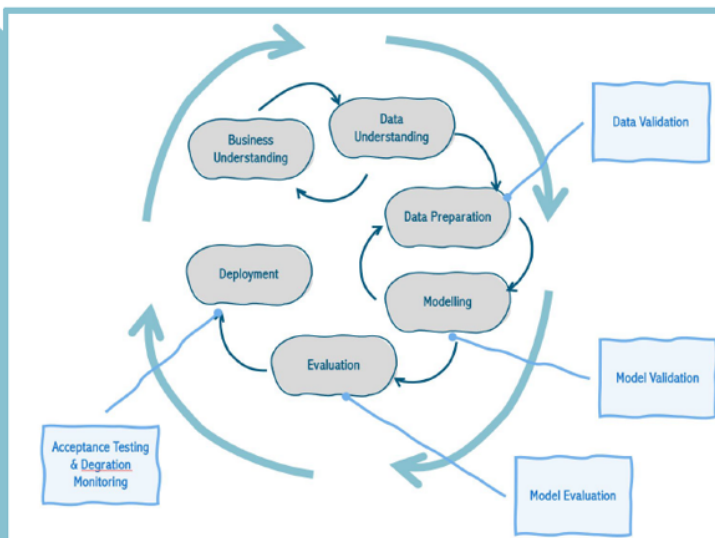 Data
Understanding
Business
Understanding
Data Validation
Data Preparation
Deployment
Modelling
Evaluation
Model Validation
Acceptance Testing
& Degration
Monitoring
Model Evaluation